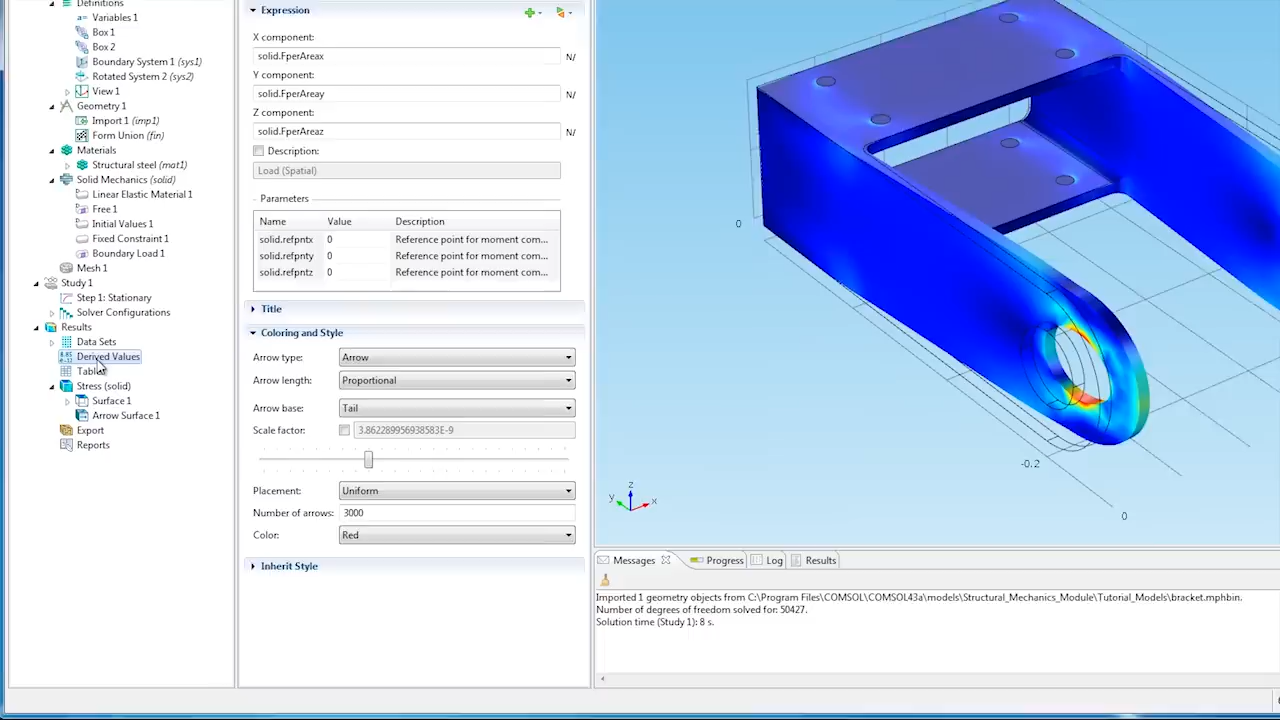 Definitions
Variables 1
Box 1
Box 2
Boundary System 1 (sys1)
Rotated System 2 (sys2)
View 1
Geometry 1
Import 1 (imp1)
Form Union (fin)
Materials
Structural steel (mat1)
Solid Mechanics (solid)
Linear Elastic Material 1
Free 1
Initial Values 1
Fixed Constraint 1
Boundary Load 1
Mesh 1
Study 1
Step 1: Stationary
Solver Configurations
Results
Data Sets
Derived Values
Stress (solid)
Surface 1
Arrow Surface 1
Export
Reports
Expression
X component:
solid.FperAreax N/
Y component:
solid.FperAreay N/
Z component:
solid.FperAreaz N/
Description:
Load (Spatial)
Parameters
Name Value Description
solid.refpntx 0 Reference point for moment com...
solid.refpnty 0 Reference point for moment com...
solid.refpntz 0 Reference point for moment com...
Title
Coloring and Style
Arrow type: Arrow
Arrow length: Proportional
Arrow base: Tail
Scale factor: 3.862289956938583E-9
Placement: Uniform
Number of arrows: 3000
Color: Red
Inherit Style
0
-0.2
0
z
y x
Messages Progress Log Results
Imported 1 geometry objects from C:\Program Files\COMSOL\COMSOL43a\models\Structural_Mechanics_Module\Tutorial_Models\bracket.mphbin.
Number of degrees of freedom solved for: 50427.
Solution time (Study 1): 8 s.